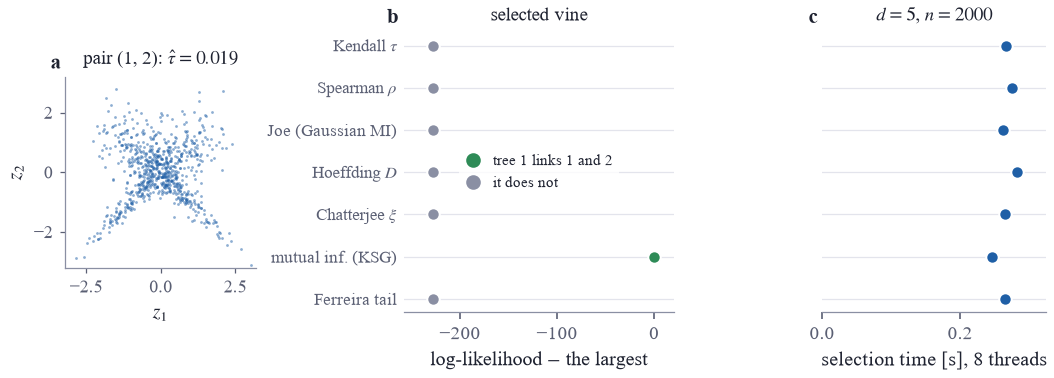 a
pair (1, 2): τ̂ = 0.019
2
0
−2
z₂
−2.5 0.0 2.5
z₁
b
selected vine
Kendall τ
Spearman ρ
Joe (Gaussian MI)
Hoeffding D
Chatterjee ξ
mutual inf. (KSG)
Ferreira tail
tree 1 links 1 and 2
it does not
−200 −100 0
log-likelihood − the largest
c
d = 5, n = 2000
0.0 0.2
selection time [s], 8 threads